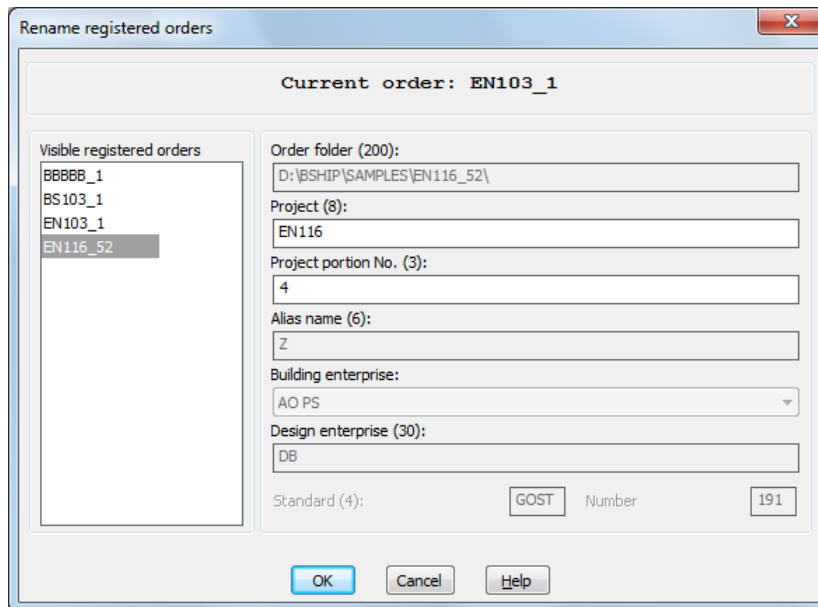 Rename registered orders
Current order: EN103_1
Visible registered orders
BBBBB_1
BS103_1
EN103_1
EN116_52
Order folder (200):
D:\BSHIP\SAMPLES\EN116_52\
Project (8):
EN116
Project portion No. (3):
4
Alias name (6):
Z
Building enterprise:
AO PS
Design enterprise (30):
DB
Standard (4): GOST Number 191
OK Cancel Help